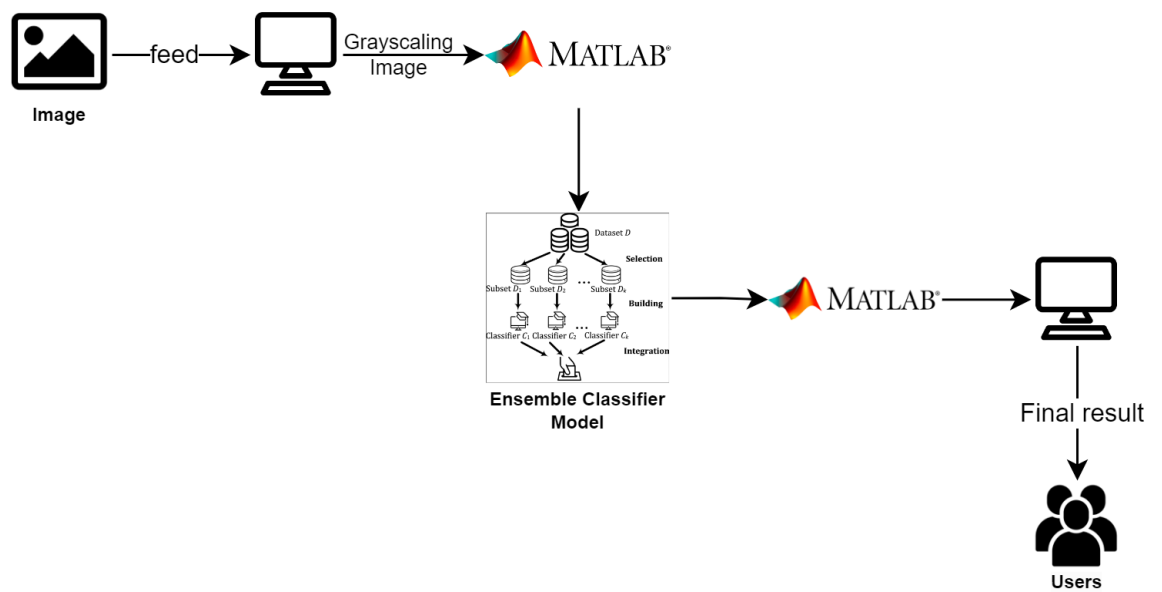 feed
Grayscaling
Image
MATLAB®
Image
Dataset D
Selection
Subset D₁ Subset D₂ ... Subset Dₖ
Building
Classifier C₁ Classifier C₂ ... Classifier Cₖ
Integration
Ensemble Classifier
Model
MATLAB®
Final result
Users